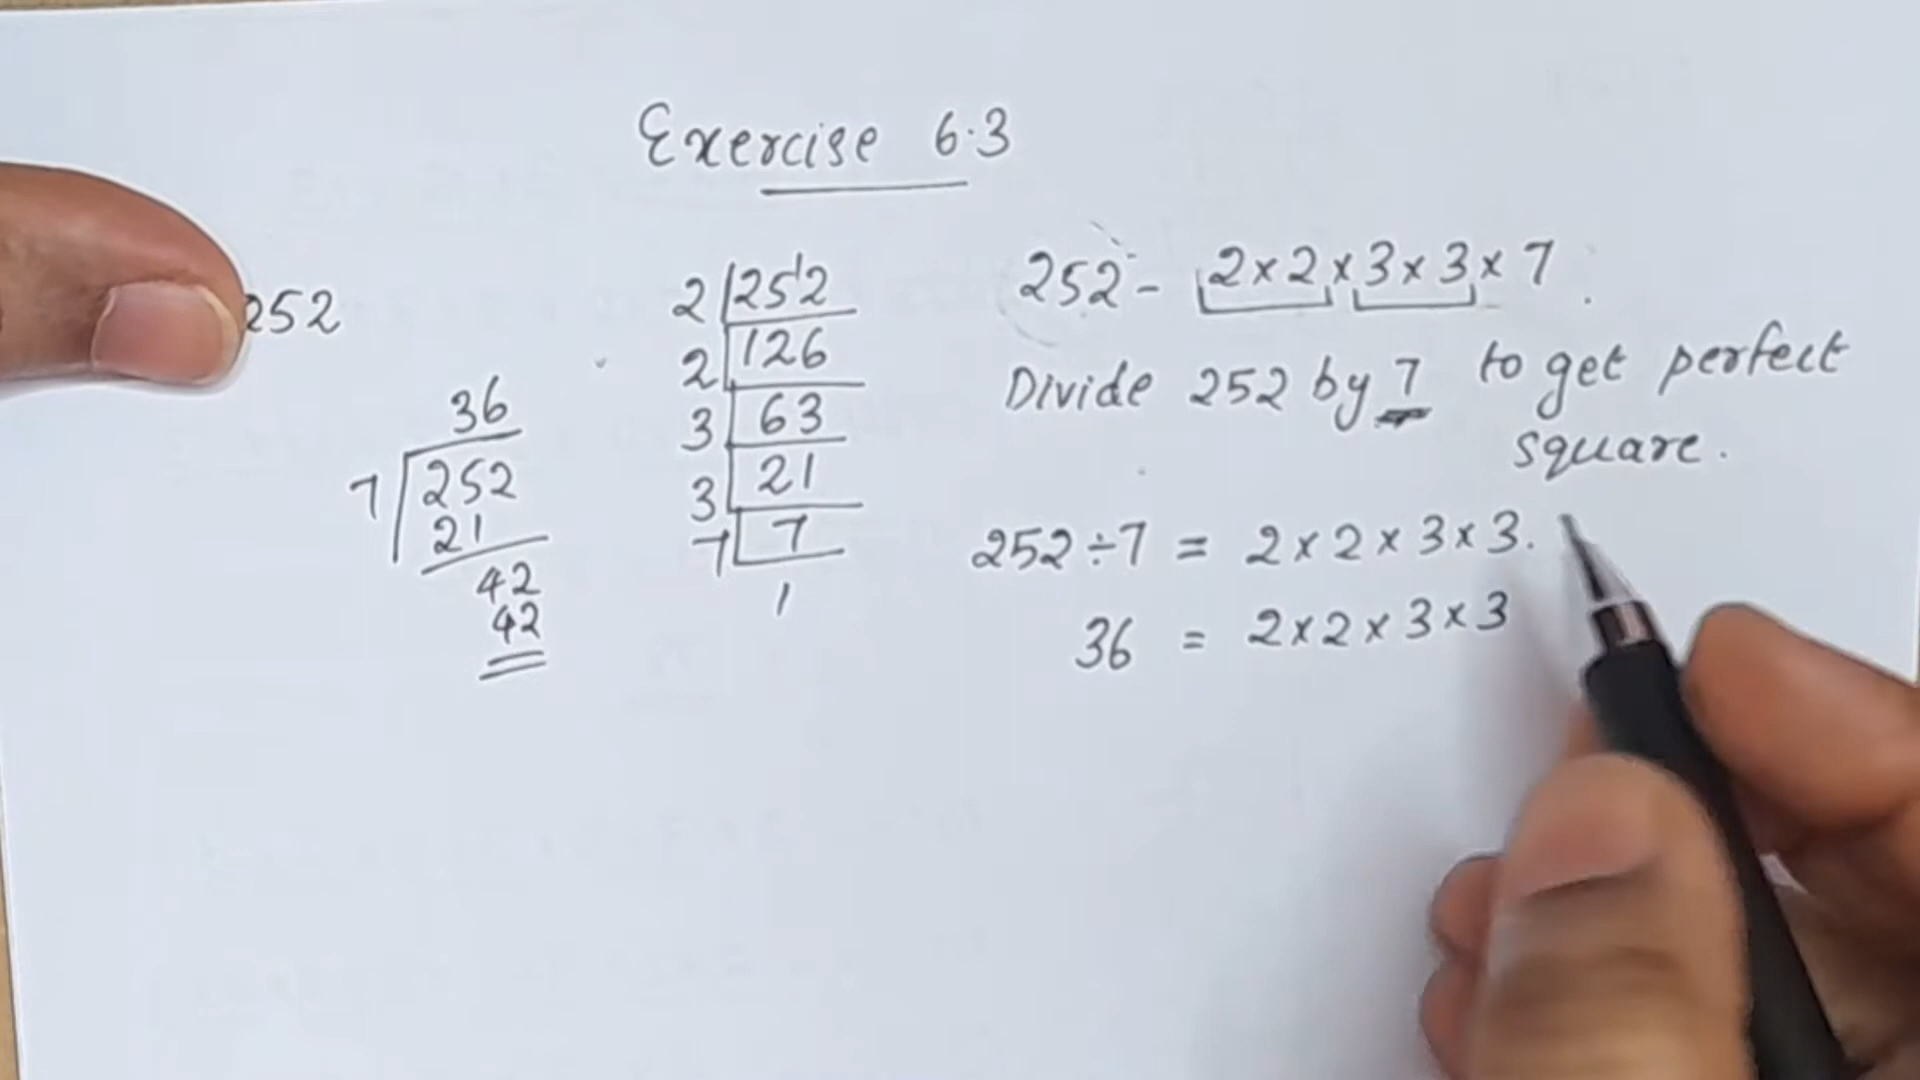 Exercise 6.3
252
36
7 252
21
42
42
2 252
2 126
3 63
3 21
7 7
1
252 - 2×2×3×3×7.
Divide 252 by 7 to get perfect
square.
252÷7 = 2×2×3×3.
36 = 2×2×3×3